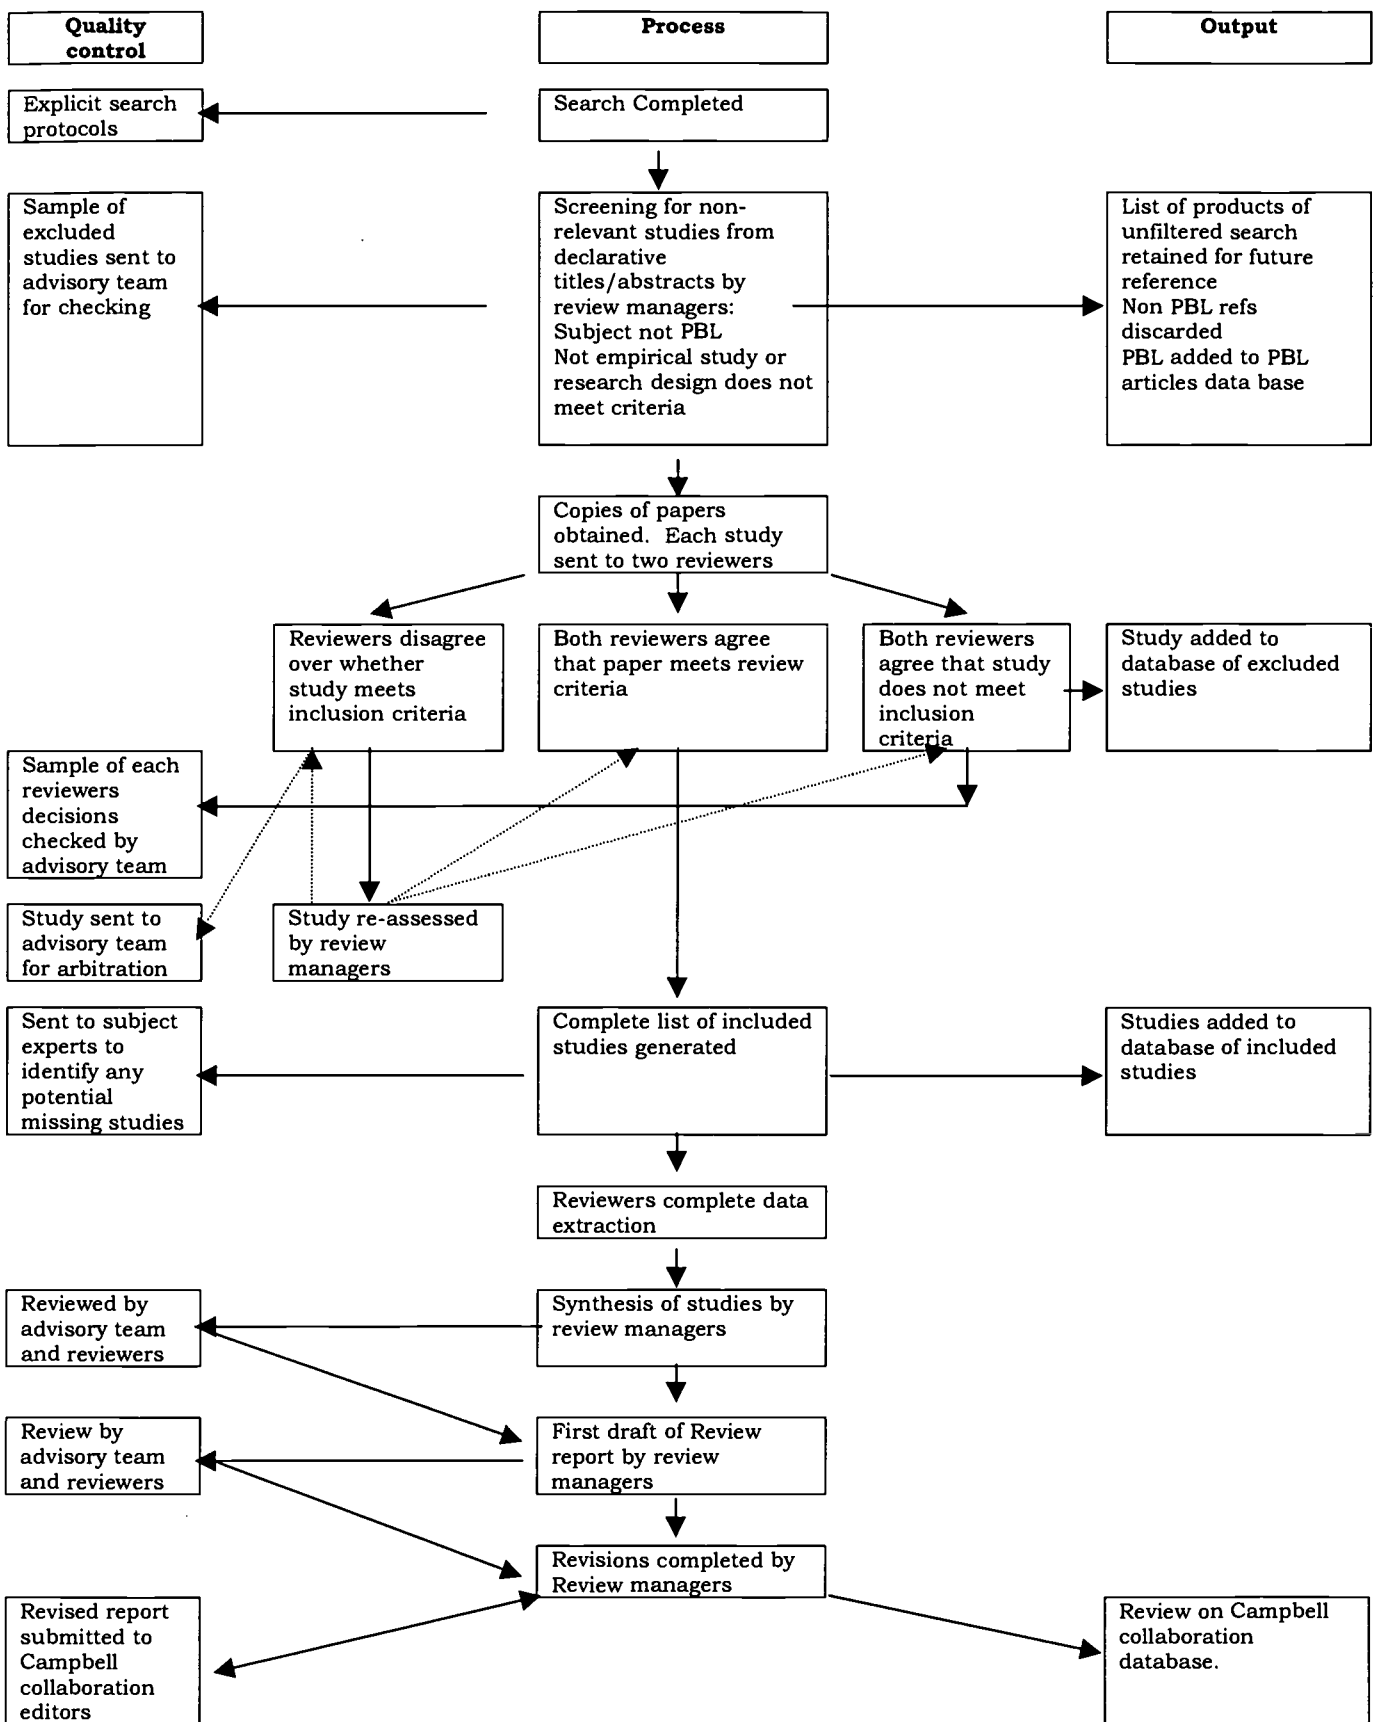 Quality
control
Process
Output
Explicit search
protocols
Search Completed
Sample of
excluded
studies sent to
advisory team
for checking
Screening for non-
relevant studies from
declarative
titles/abstracts by
review managers:
Subject not PBL
Not empirical study or
research design does not
meet criteria
List of products of
unfiltered search
retained for future
reference
Non PBL refs
discarded
PBL added to PBL
articles data base
Copies of papers
obtained. Each study
sent to two reviewers
Reviewers disagree
over whether
study meets
inclusion criteria
Both reviewers agree
that paper meets review
criteria
Both reviewers
agree that study
does not meet
inclusion
criteria
Study added to
database of excluded
studies
Sample of each
reviewers
decisions
checked by
advisory team
Study sent to
advisory team
for arbitration
Study re-assessed
by review
managers
Sent to subject
experts to
identify any
potential
missing studies
Complete list of included
studies generated
Studies added to
database of included
studies
Reviewers complete data
extraction
Reviewed by
advisory team
and reviewers
Synthesis of studies by
review managers
Review by
advisory team
and reviewers
First draft of Review
report by review
managers
Revisions completed by
Review managers
Revised report
submitted to
Campbell
collaboration
editors
Review on Campbell
collaboration
database.